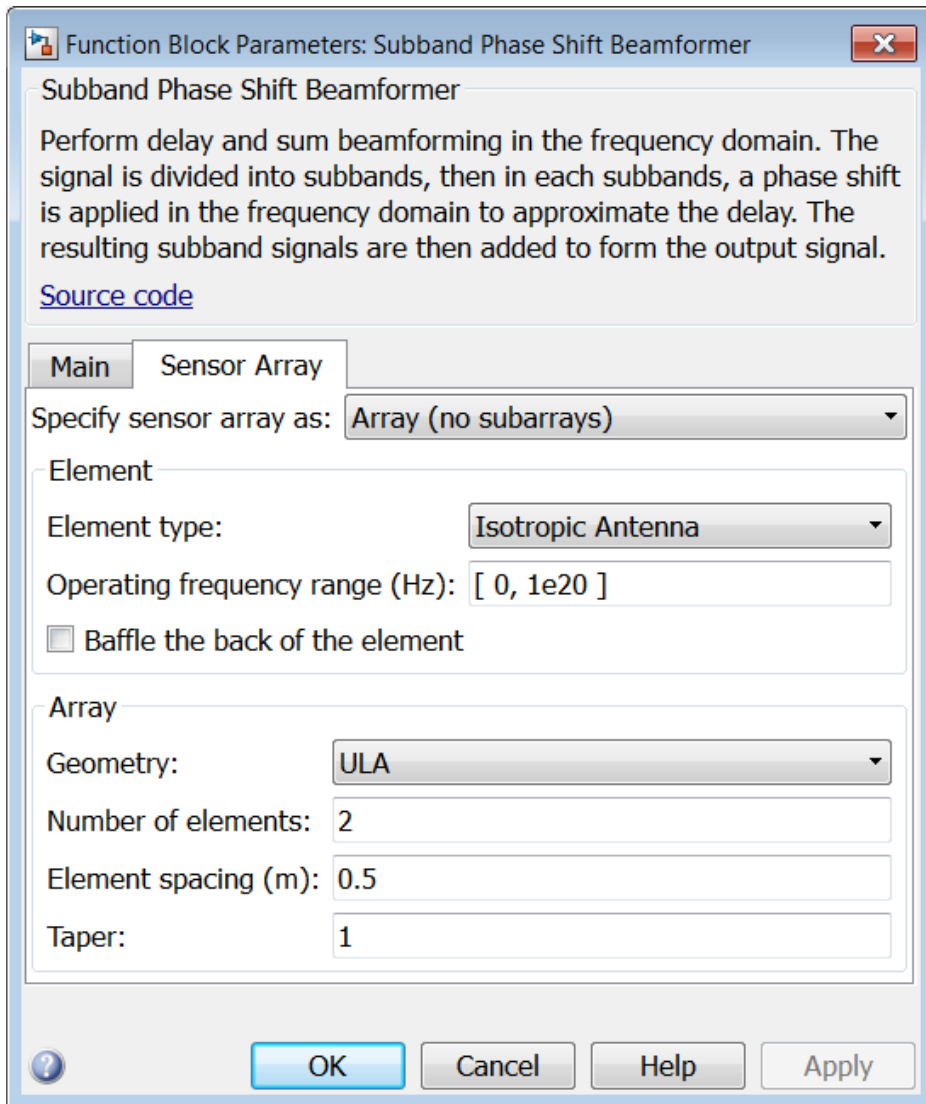 Function Block Parameters: Subband Phase Shift Beamformer
Subband Phase Shift Beamformer
Perform delay and sum beamforming in the frequency domain. The
signal is divided into subbands, then in each subbands, a phase shift
is applied in the frequency domain to approximate the delay. The
resulting subband signals are then added to form the output signal.
Source code
Main Sensor Array
Specify sensor array as: Array (no subarrays)
Element
Element type: Isotropic Antenna
Operating frequency range (Hz): [ 0, 1e20 ]
Baffle the back of the element
Array
Geometry: ULA
Number of elements: 2
Element spacing (m): 0.5
Taper: 1
? OK Cancel Help Apply